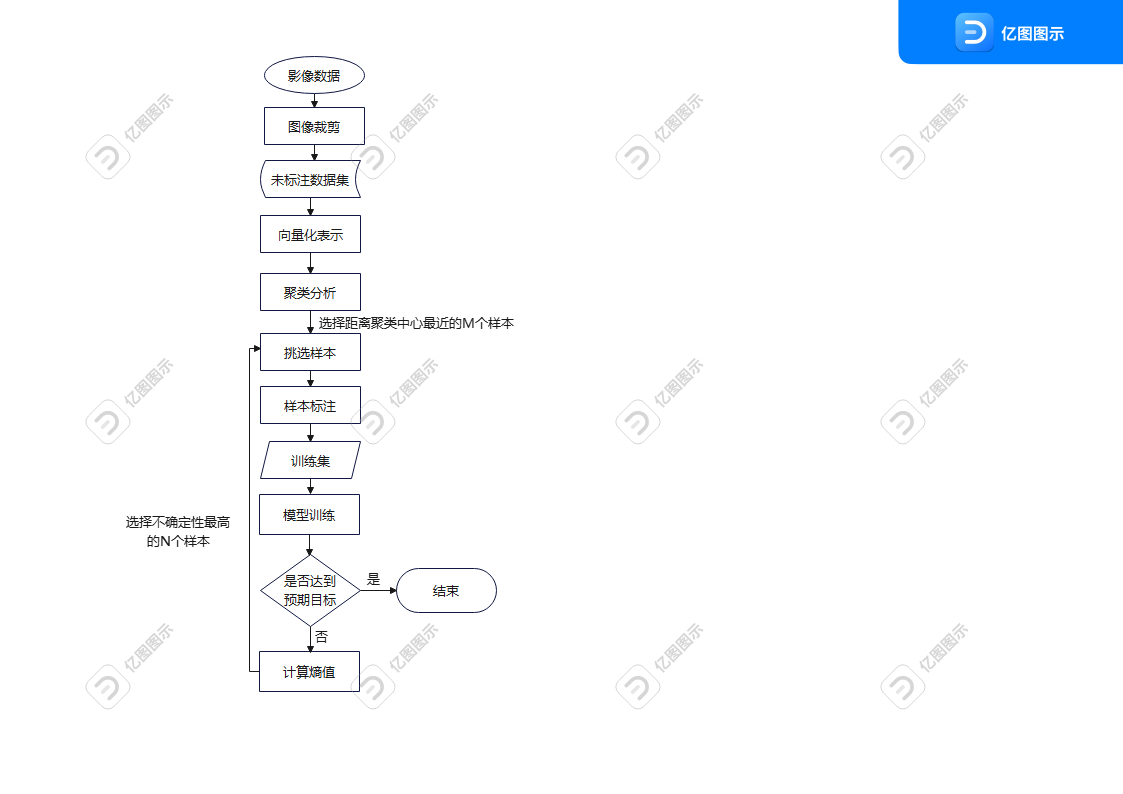 亿图图示
影像数据
图像裁剪
亿图图示
亿图图示
亿图图示
亿图图示
未标注数据集
向量化表示
聚类分析
选择距离聚类中心最近的M个样本
挑选样本
样本标注
亿图图示
亿图图示
亿图图示
亿图图示
训练集
模型训练
选择不确定性最高
的N个样本
是否达到
预期目标
是
结束
否
计算熵值
亿图图示
亿图图示
亿图图示
亿图图示